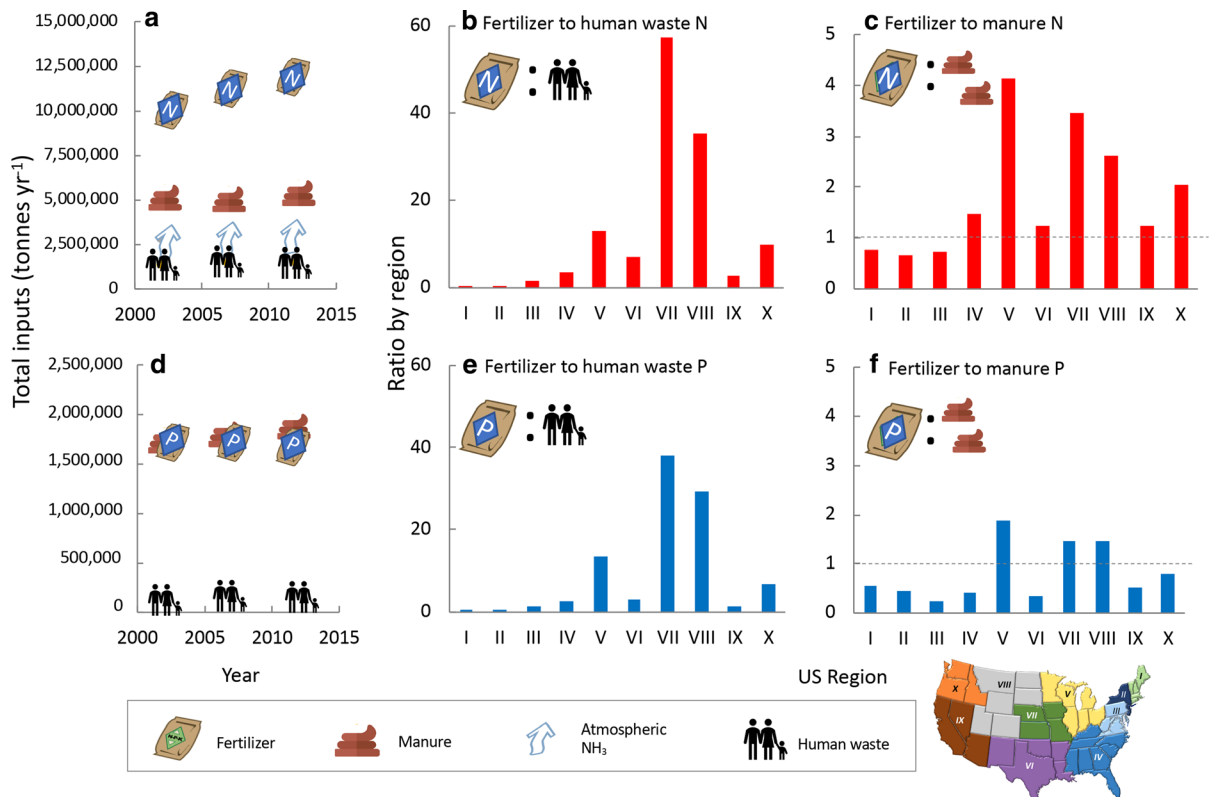 a
15,000,000
12,500,000
10,000,000
7,500,000
5,000,000
2,500,000
0
2000 2005 2010 2015
N N N
Total inputs (tonnes yr⁻¹)
b Fertilizer to human waste N
N :
60
40
20
0
I II III IV V VI VII VIII IX X
Ratio by region
c Fertilizer to manure N
N :
5
4
3
2
1
0
I II III IV V VI VII VIII IX X
d
2,500,000
2,000,000
1,500,000
1,000,000
500,000
0
2000 2005 2010 2015
P P P
Year
e Fertilizer to human waste P
P :
60
40
20
0
I II III IV V VI VII VIII IX X
f Fertilizer to manure P
P :
5
4
3
2
1
0
I II III IV V VI VII VIII IX X
US Region
X VIII V I
II
IX VII III
VI IV
N-P-K
Fertilizer
Manure
Atmospheric
NH₃
Human waste